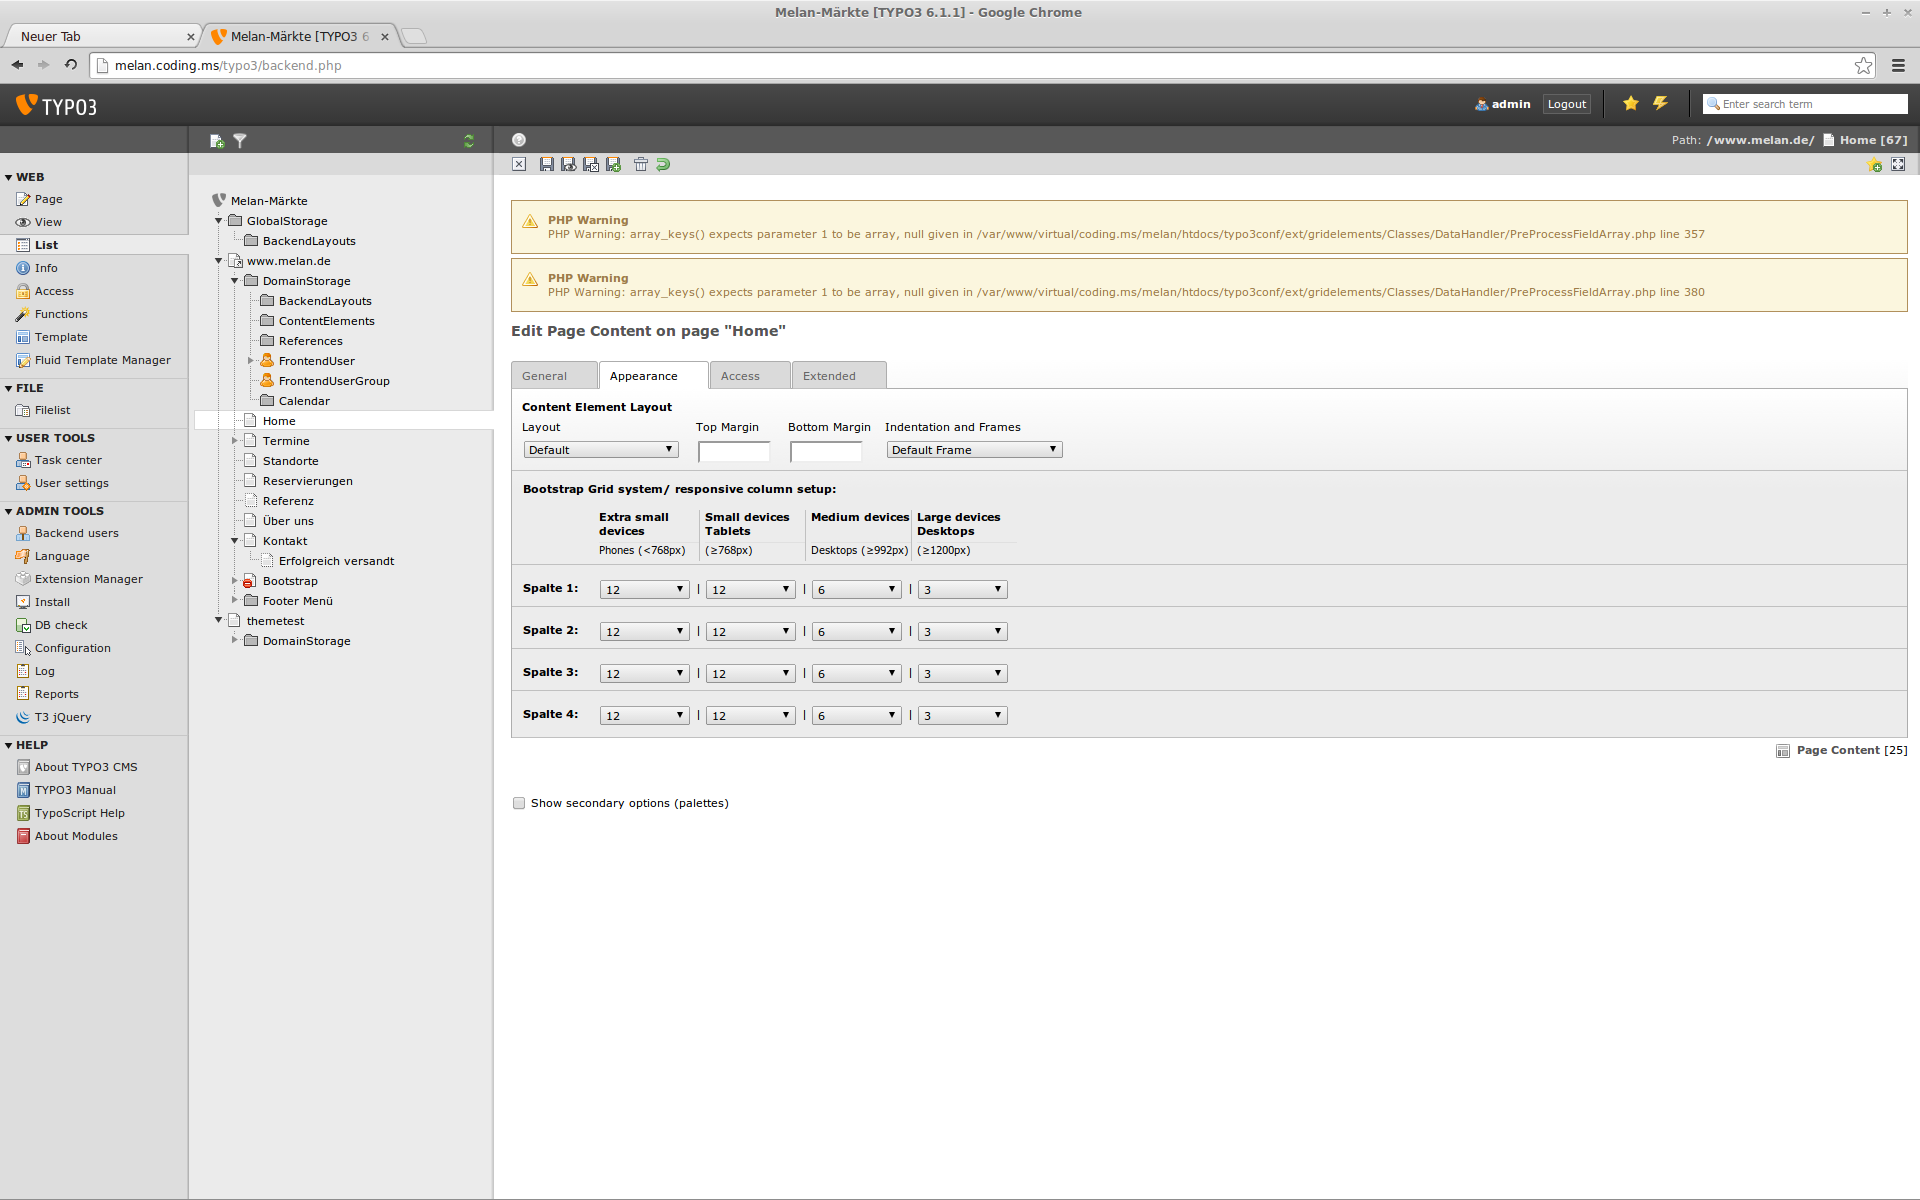 Melan-Märkte [TYPO3 6.1.1] - Google Chrome
Neuer Tab
Melan-Märkte [TYPO3 6
melan.coding.ms/typo3/backend.php
TYPO3
admin
Logout
Enter search term
Path: /www.melan.de/ Home [67]
WEB
Page
View
List
Info
Access
Functions
Template
Fluid Template Manager
FILE
Filelist
USER TOOLS
Task center
User settings
ADMIN TOOLS
Backend users
Language
Extension Manager
Install
DB check
Configuration
Log
Reports
T3 jQuery
HELP
About TYPO3 CMS
TYPO3 Manual
TypoScript Help
About Modules
Melan-Märkte
GlobalStorage
BackendLayouts
www.melan.de
DomainStorage
BackendLayouts
ContentElements
References
FrontendUser
FrontendUserGroup
Calendar
Home
Termine
Standorte
Reservierungen
Referenz
Über uns
Kontakt
Erfolgreich versandt
Bootstrap
Footer Menü
themetest
DomainStorage
PHP Warning
PHP Warning: array_keys() expects parameter 1 to be array, null given in /var/www/virtual/coding.ms/melan/htdocs/typo3conf/ext/gridelements/Classes/DataHandler/PreProcessFieldArray.php line 357
PHP Warning
PHP Warning: array_keys() expects parameter 1 to be array, null given in /var/www/virtual/coding.ms/melan/htdocs/typo3conf/ext/gridelements/Classes/DataHandler/PreProcessFieldArray.php line 380
Edit Page Content on page "Home"
General Appearance Access Extended
Content Element Layout
Layout Top Margin Bottom Margin Indentation and Frames
Default Default Frame
Bootstrap Grid system/ responsive column setup:
Extra small devices Small devices Tablets Medium devices Large devices Desktops
Phones (<768px) (≥768px) Desktops (≥992px) (≥1200px)
Spalte 1: 12 | 12 | 6 | 3
Spalte 2: 12 | 12 | 6 | 3
Spalte 3: 12 | 12 | 6 | 3
Spalte 4: 12 | 12 | 6 | 3
Page Content [25]
Show secondary options (palettes)